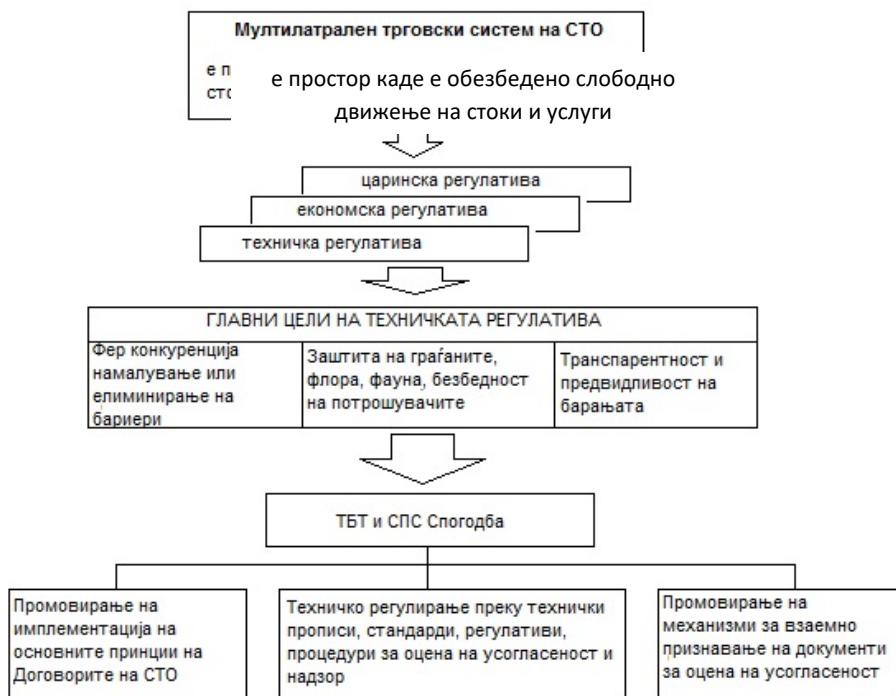 Мултилатрален трговски систем на СТО
е простор каде е обезбедено слободно
движење на стоки и услуги
царинска регулатива
економска регулатива
техничка регулатива
ГЛАВНИ ЦЕЛИ НА ТЕХНИЧКАТА РЕГУЛАТИВА
Фер конкуренција
намалување или
елиминирање на
бариери
Заштита на граѓаните,
флора, фауна, безбедност
на потрошувачите
Транспарентност и
предвидливост на
барањата
ТБТ и СПС Спогодба
Промовирање на
имплементација на
основните принции на
Договорите на СТО
Техничко регулирање преку технички
прописи, стандарди, регулативи,
процедури за оцена на усогласеност и
надзор
Промовирање на
механизми за взаемно
признавање на документи
за оцена на усогласеност